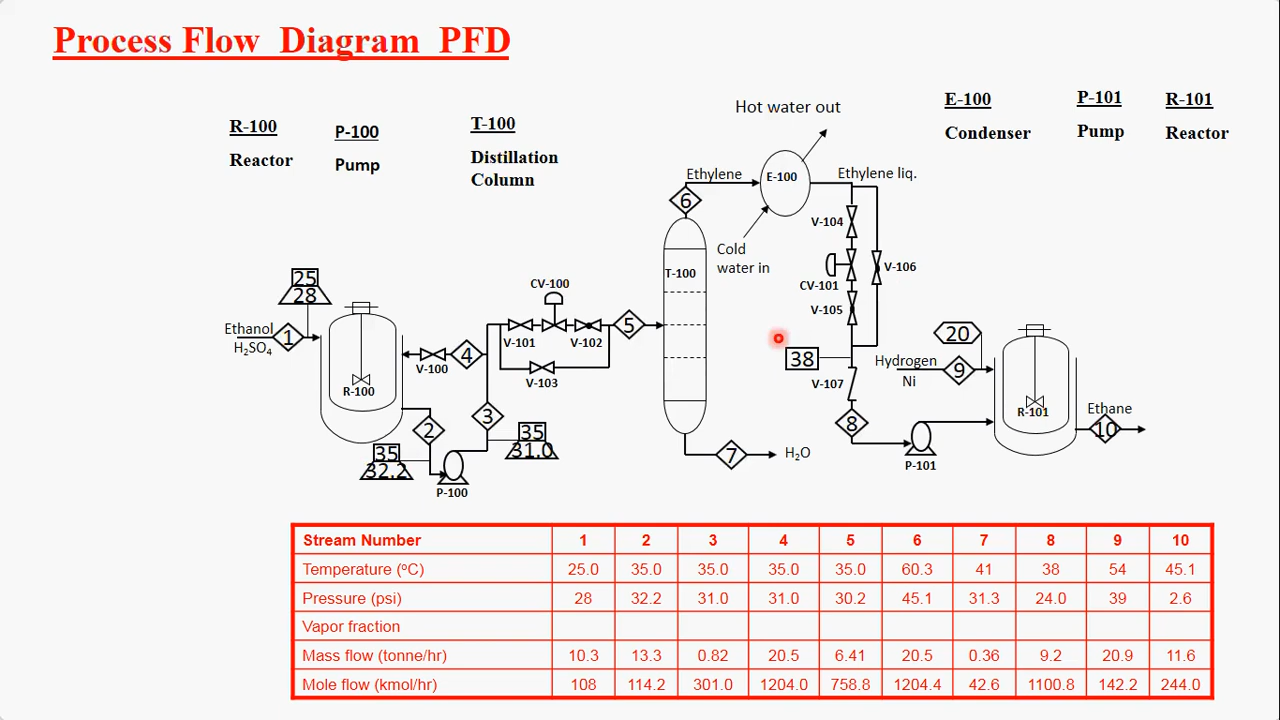 Process Flow Diagram PFD
R-100
Reactor
P-100
Pump
T-100
Distillation
Column
E-100
Condenser
P-101
Pump
R-101
Reactor
Hot water out
Ethylene
E-100
Ethylene liq.
6
V-104
Cold
water in
T-100
V-106
CV-101
V-105
25
28
CV-100
Ethanol
H₂SO₄
1
V-101
V-102
5
4
V-100
V-103
R-100
38
V-107
20
Hydrogen
Ni
9
R-101
Ethane
10
2
3
35
31.0
35
32.2
P-100
7
H₂O
8
P-101
Stream Number 1 2 3 4 5 6 7 8 9 10
Temperature (ºC) 25.0 35.0 35.0 35.0 35.0 60.3 41 38 54 45.1
Pressure (psi) 28 32.2 31.0 31.0 30.2 45.1 31.3 24.0 39 2.6
Vapor fraction
Mass flow (tonne/hr) 10.3 13.3 0.82 20.5 6.41 20.5 0.36 9.2 20.9 11.6
Mole flow (kmol/hr) 108 114.2 301.0 1204.0 758.8 1204.4 42.6 1100.8 142.2 244.0